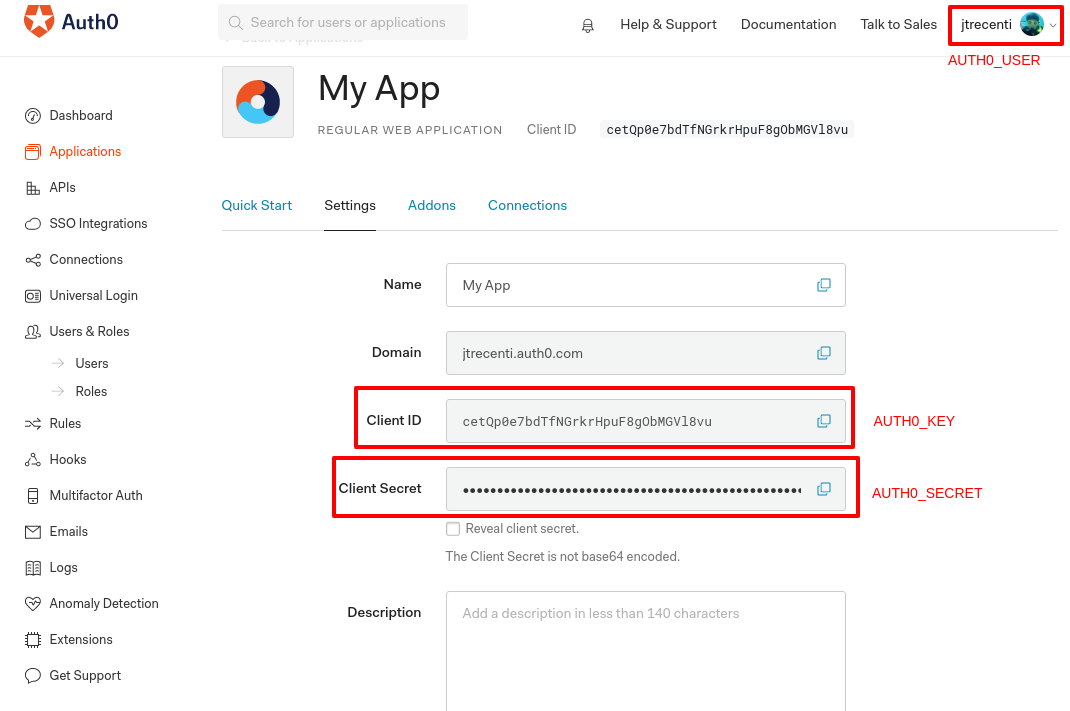 Auth0
Search for users or applications
Help & Support
Documentation
Talk to Sales
jtrecenti
AUTH0_USER
Back to Applications
My App
REGULAR WEB APPLICATION
Client ID
cetQp0e7bdTfNGrkrHpuF8gObMGVl8vu
Dashboard
Applications
APIs
SSO Integrations
Connections
Universal Login
Users & Roles
Users
Roles
Rules
Hooks
Multifactor Auth
Emails
Logs
Anomaly Detection
Extensions
Get Support
Quick Start
Settings
Addons
Connections
Name
My App
Domain
jtrecenti.auth0.com
Client ID
cetQp0e7bdTfNGrkrHpuF8gObMGVl8vu
AUTH0_KEY
Client Secret
••••••••••••••••••••••••••••••••••••••••••••••••••
AUTH0_SECRET
Reveal client secret.
The Client Secret is not base64 encoded.
Description
Add a description in less than 140 characters